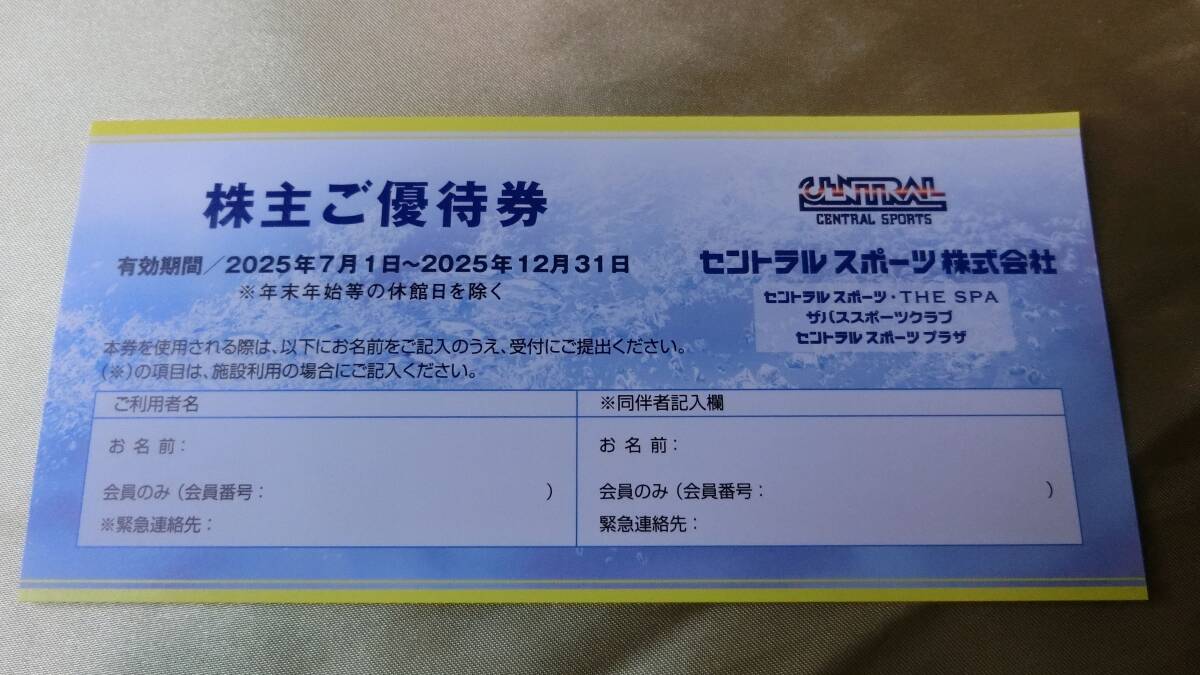 株主ご優待券
有効期間／2025年7月1日～2025年12月31日
※年末年始等の休館日を除く
CENTRAL
CENTRAL SPORTS
セントラルスポーツ株式会社
セントラルスポーツ・THE SPA
ザバススポーツクラブ
セントラルスポーツプラザ
本券を使用される際は、以下にお名前をご記入のうえ、受付にご提出ください。
(※)の項目は、施設利用の場合にご記入ください。
ご利用者名
お名前：
会員のみ（会員番号：　　　）
※緊急連絡先：
※同伴者記入欄
お名前：
会員のみ（会員番号：　　　）
緊急連絡先：